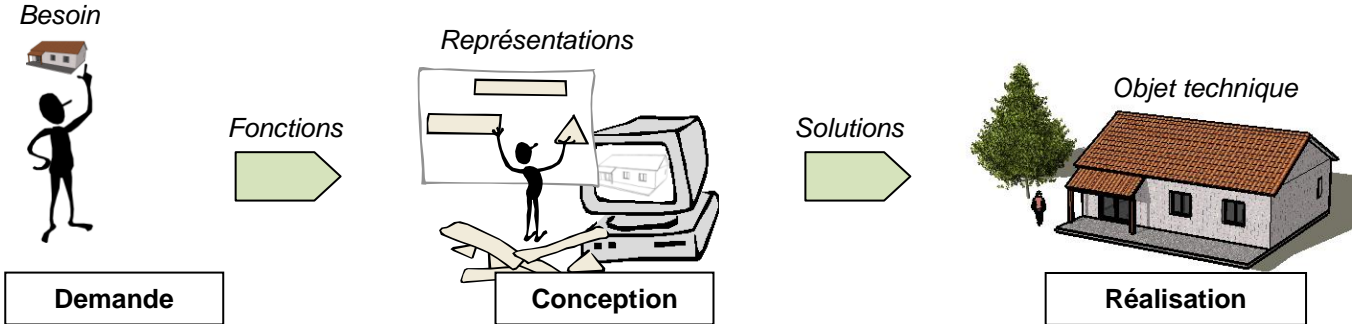 Besoin
Représentations
Objet technique
Fonctions
Solutions
Demande
Conception
Réalisation